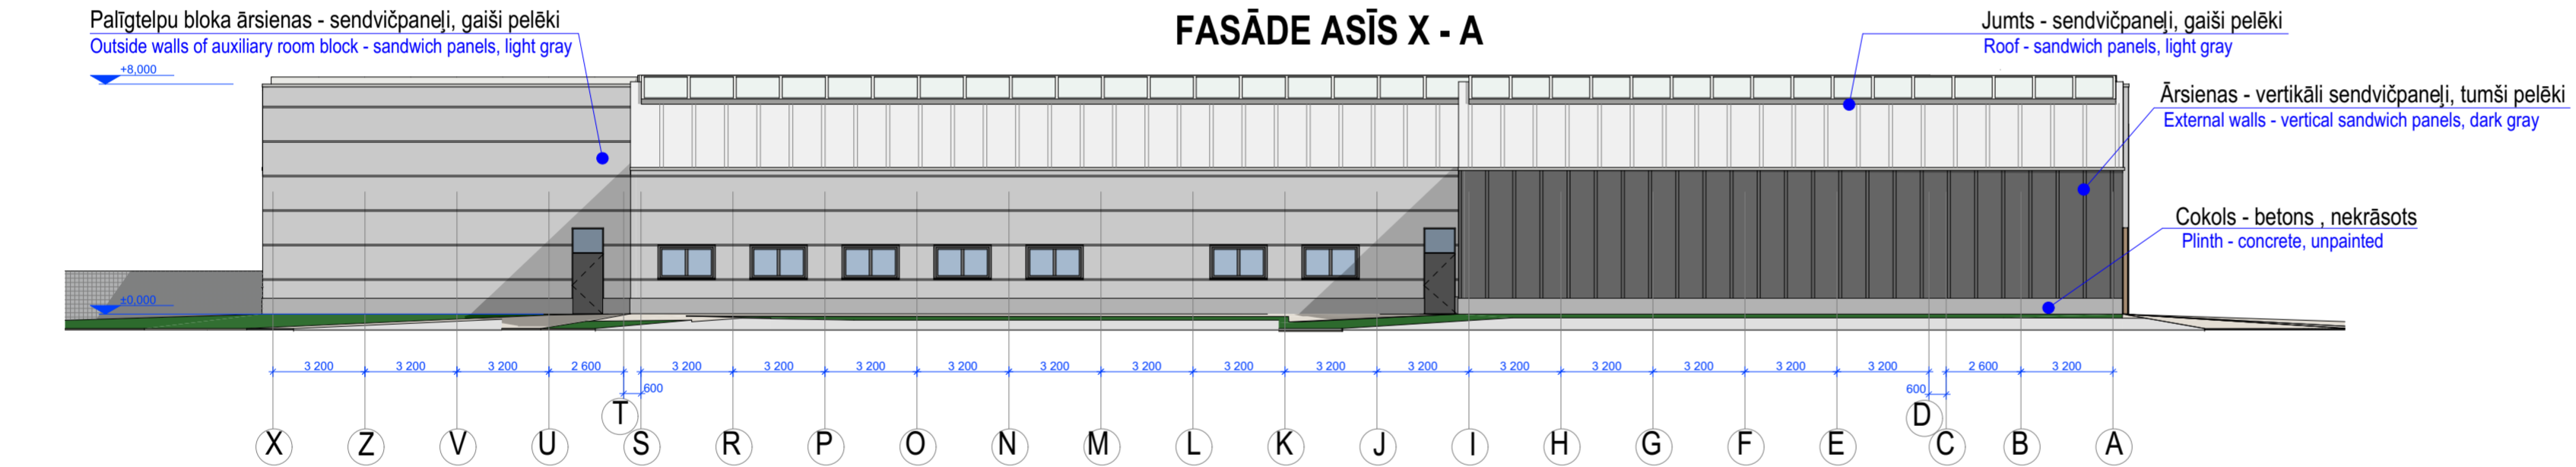 FASĀDE ASĪS X - A
Palīgtelpu bloka ārsienas - sendvičpaneļi, gaiši pelēki
Outside walls of auxiliary room block - sandwich panels, light gray
Jumts - sendvičpaneļi, gaiši pelēki
Roof - sandwich panels, light gray
+8,000
Ārsienas - vertikāli sendvičpaneļi, tumši pelēki
External walls - vertical sandwich panels, dark gray
Cokols - betons , nekrāsots
Plinth - concrete, unpainted
±0,000
3 200 3 200 3 200 2 600 3 200 3 200 3 200 3 200 3 200 3 200 3 200 3 200 3 200 3 200 3 200 3 200 3 200 3 200 2 600 3 200
600 600
T D
X Z V U S R P O N M L K J I H G F E C B A